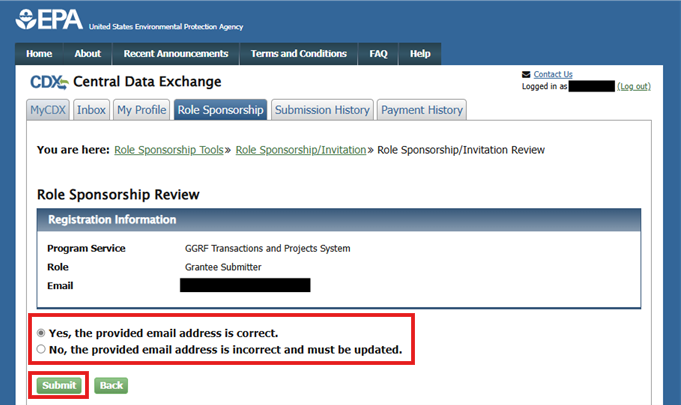 EPA United States Environmental Protection Agency
Home About Recent Announcements Terms and Conditions FAQ Help
CDX Central Data Exchange
Contact Us
Logged in as (Log out)
MyCDX Inbox My Profile Role Sponsorship Submission History Payment History
You are here: Role Sponsorship Tools» Role Sponsorship/Invitation» Role Sponsorship/Invitation Review
Role Sponsorship Review
Registration Information
Program Service GGRF Transactions and Projects System
Role Grantee Submitter
Email
Yes, the provided email address is correct.
No, the provided email address is incorrect and must be updated.
Submit Back